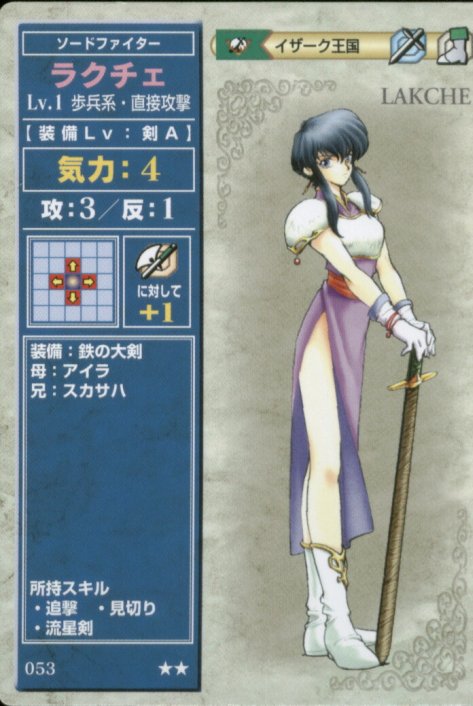 ソードファイター
ラクチェ
Lv.1 歩兵系・直接攻撃
【装備Lv：剣A】
気力：4
攻：3／反：1
に対して
+1
装備：鉄の大剣
母：アイラ
兄：スカサハ
所持スキル
・追撃 ・見切り
・流星剣
053 ★★
イザーク王国
LAKCHE